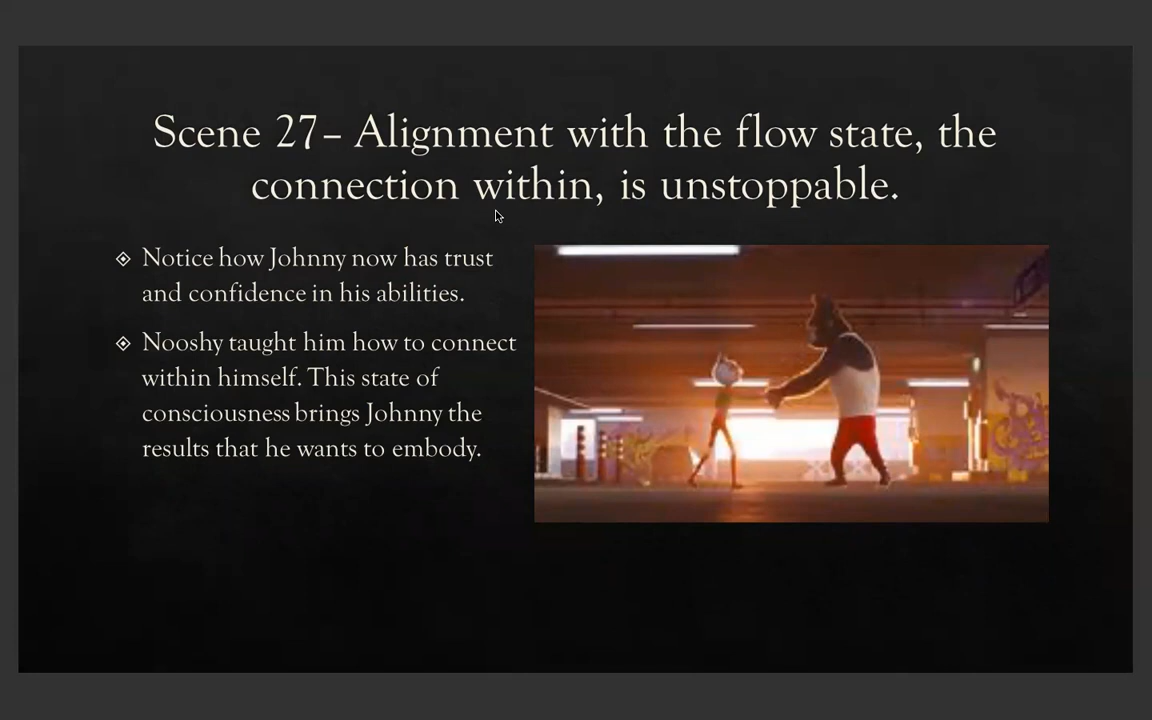 Scene 27– Alignment with the flow state, the
connection within, is unstoppable.
Notice how Johnny now has trust
and confidence in his abilities.
Nooshy taught him how to connect
within himself. This state of
consciousness brings Johnny the
results that he wants to embody.